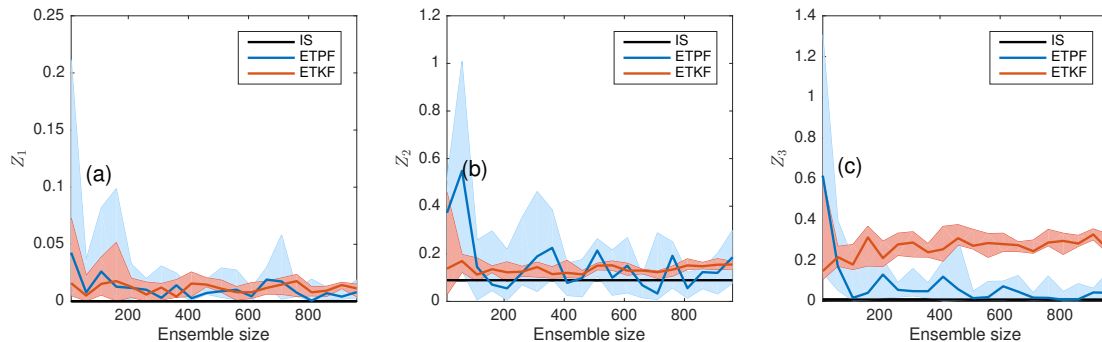 0.25
0.2
0.15
0.1
0.05
0
Z1
(a)
IS
ETPF
ETKF
200 400 600 800
Ensemble size
1.2
1
0.8
0.6
0.4
0.2
0
Z2
(b)
IS
ETPF
ETKF
200 400 600 800
Ensemble size
1.4
1.2
1
0.8
0.6
0.4
0.2
0
Z3
(c)
IS
ETPF
ETKF
200 400 600 800
Ensemble size